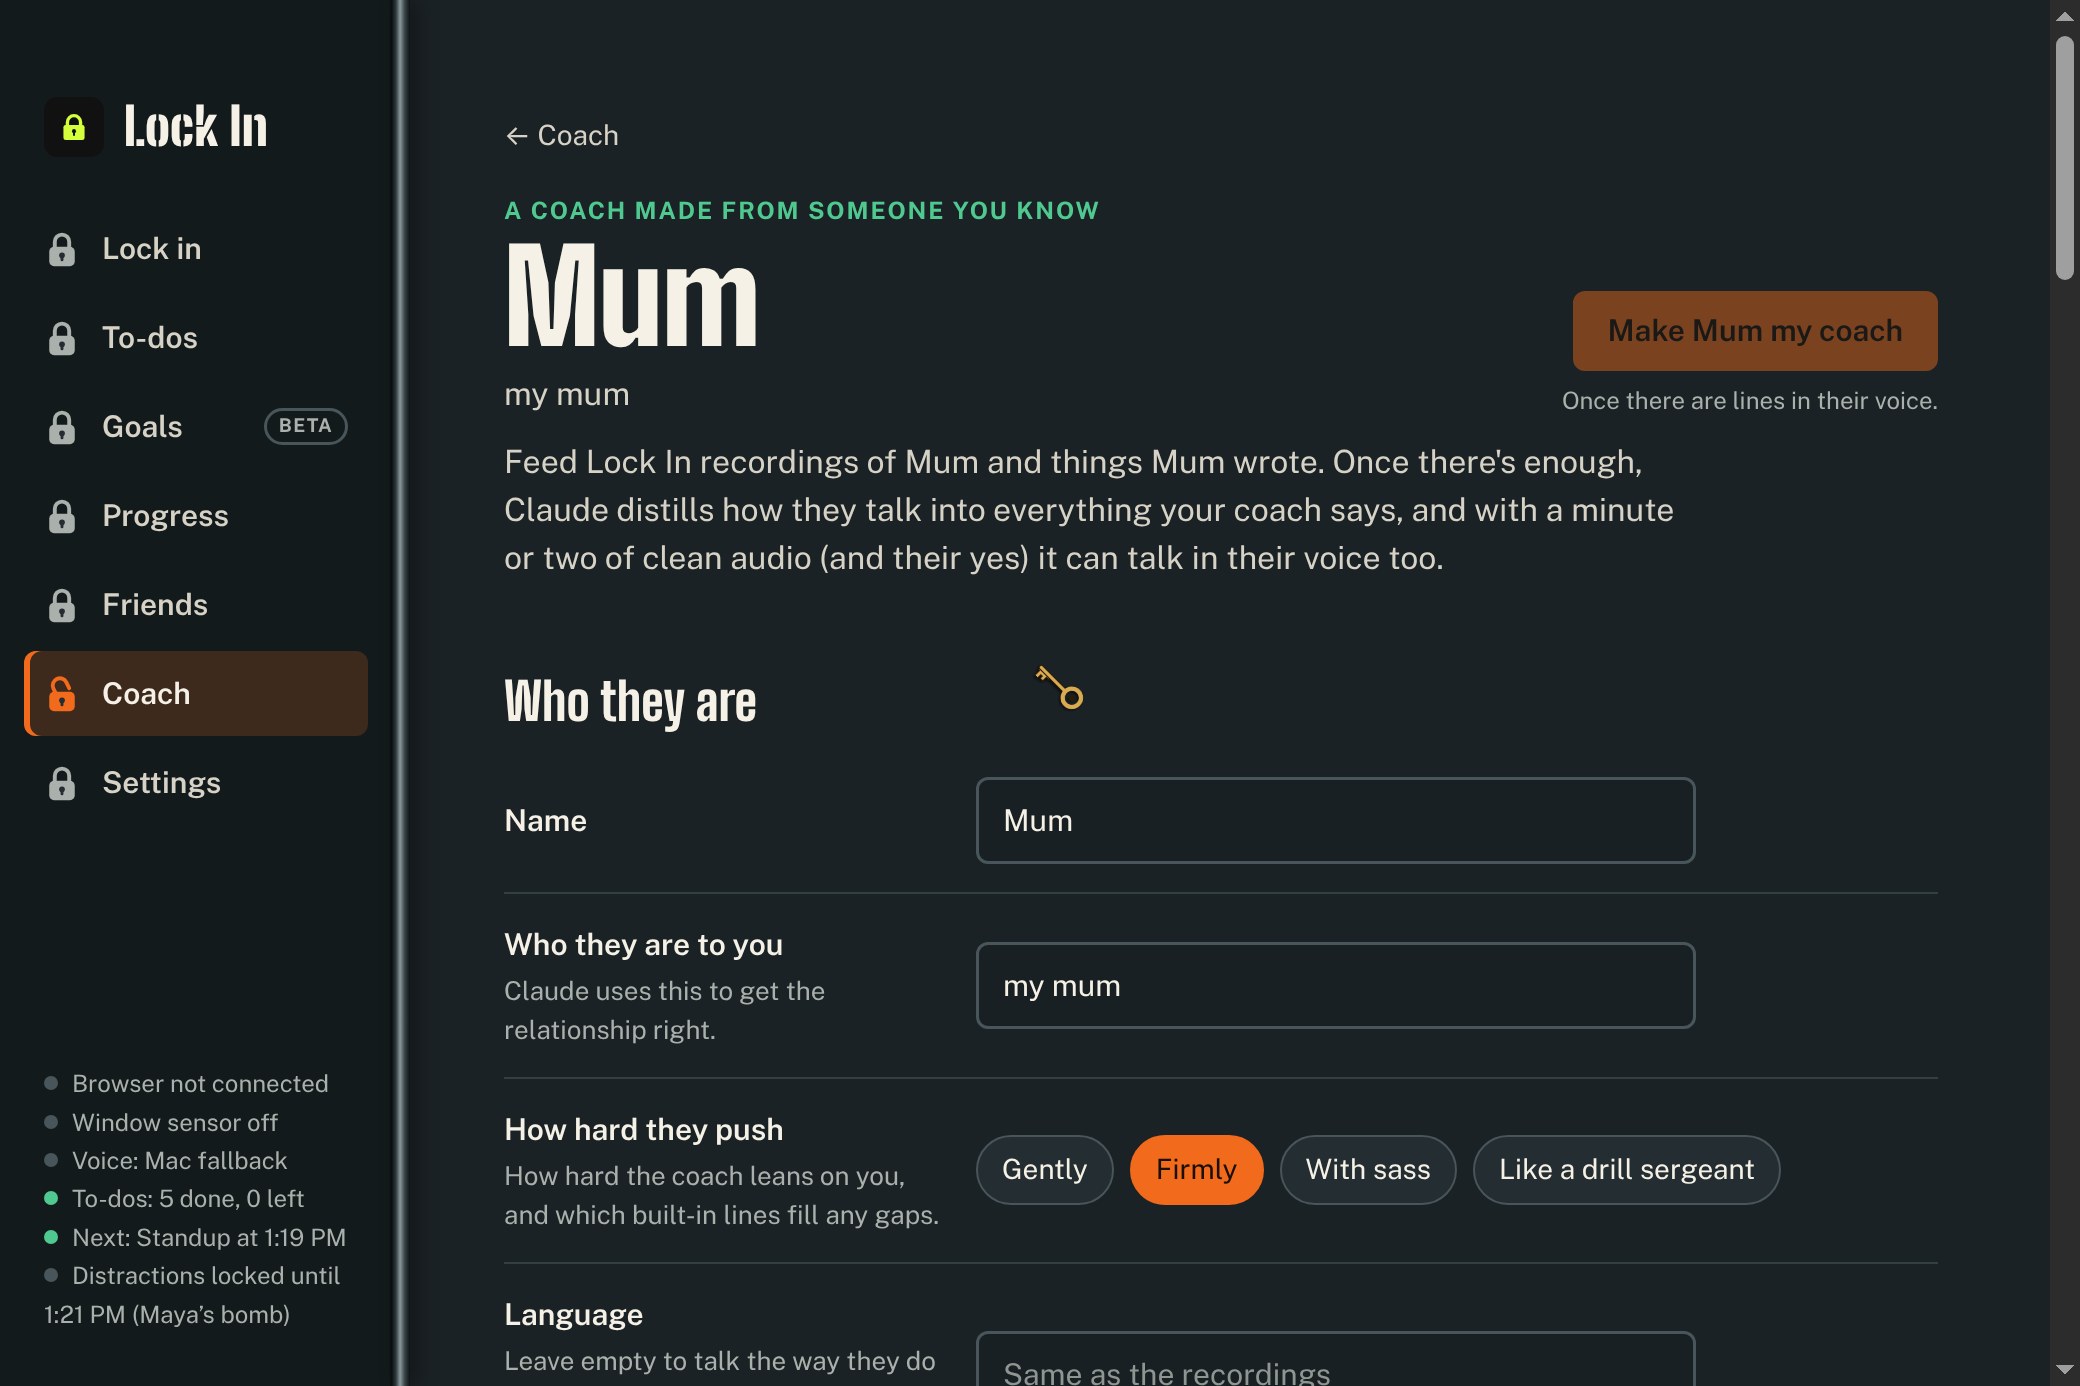 Lock In
Lock in
To-dos
Goals BETA
Progress
Friends
Coach
Settings
Browser not connected
Window sensor off
Voice: Mac fallback
To-dos: 5 done, 0 left
Next: Standup at 1:19 PM
Distractions locked until
1:21 PM (Maya’s bomb)
← Coach
A COACH MADE FROM SOMEONE YOU KNOW
Mum
my mum
Make Mum my coach
Once there are lines in their voice.
Feed Lock In recordings of Mum and things Mum wrote. Once there's enough,
Claude distills how they talk into everything your coach says, and with a minute
or two of clean audio (and their yes) it can talk in their voice too.
Who they are
Name
Mum
Who they are to you
Claude uses this to get the
relationship right.
my mum
How hard they push
How hard the coach leans on you,
and which built-in lines fill any gaps.
Gently
Firmly
With sass
Like a drill sergeant
Language
Leave empty to talk the way they do
Same as the recordings